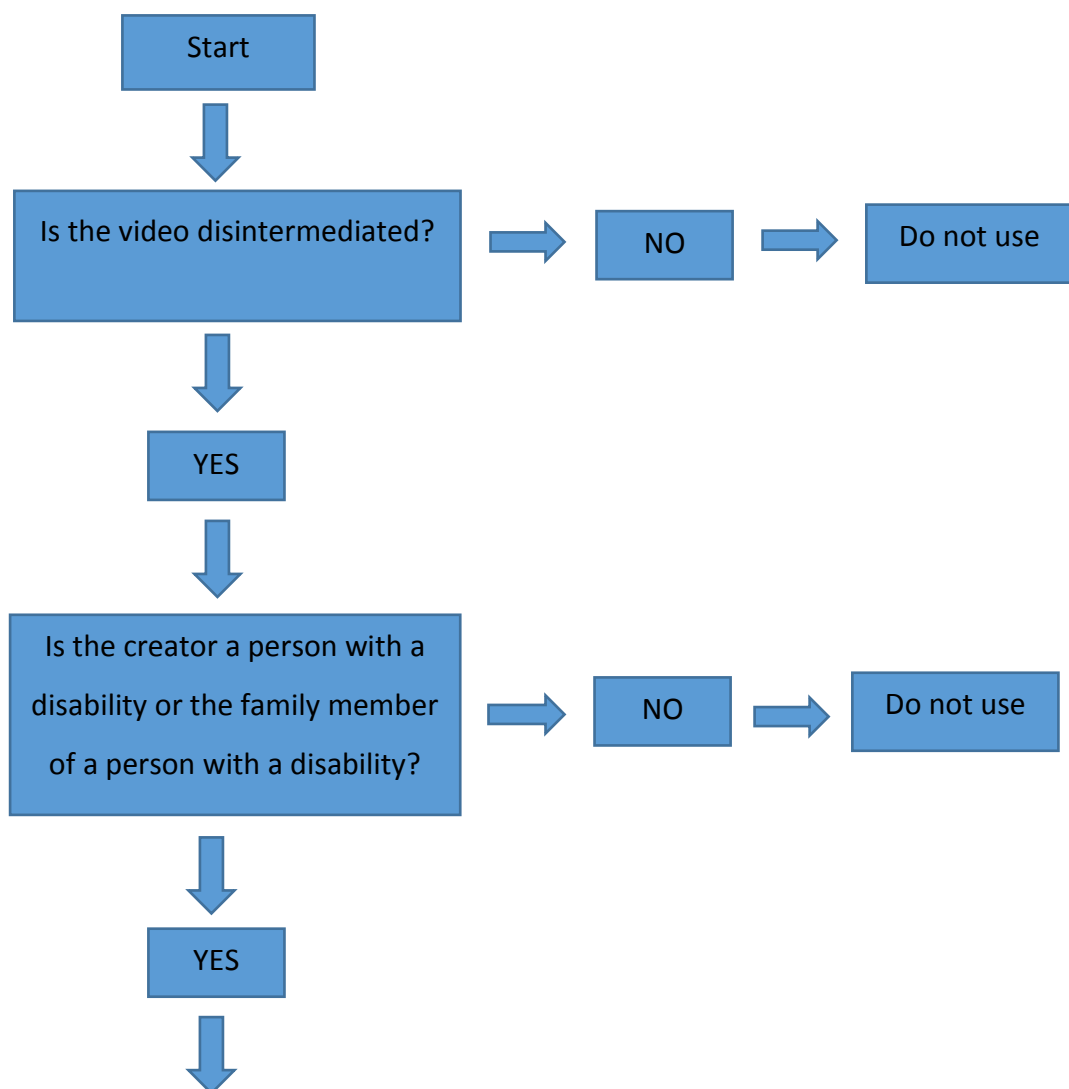 Start
Is the video disintermediated?
NO
Do not use
YES
Is the creator a person with a
disability or the family member
of a person with a disability?
NO
Do not use
YES